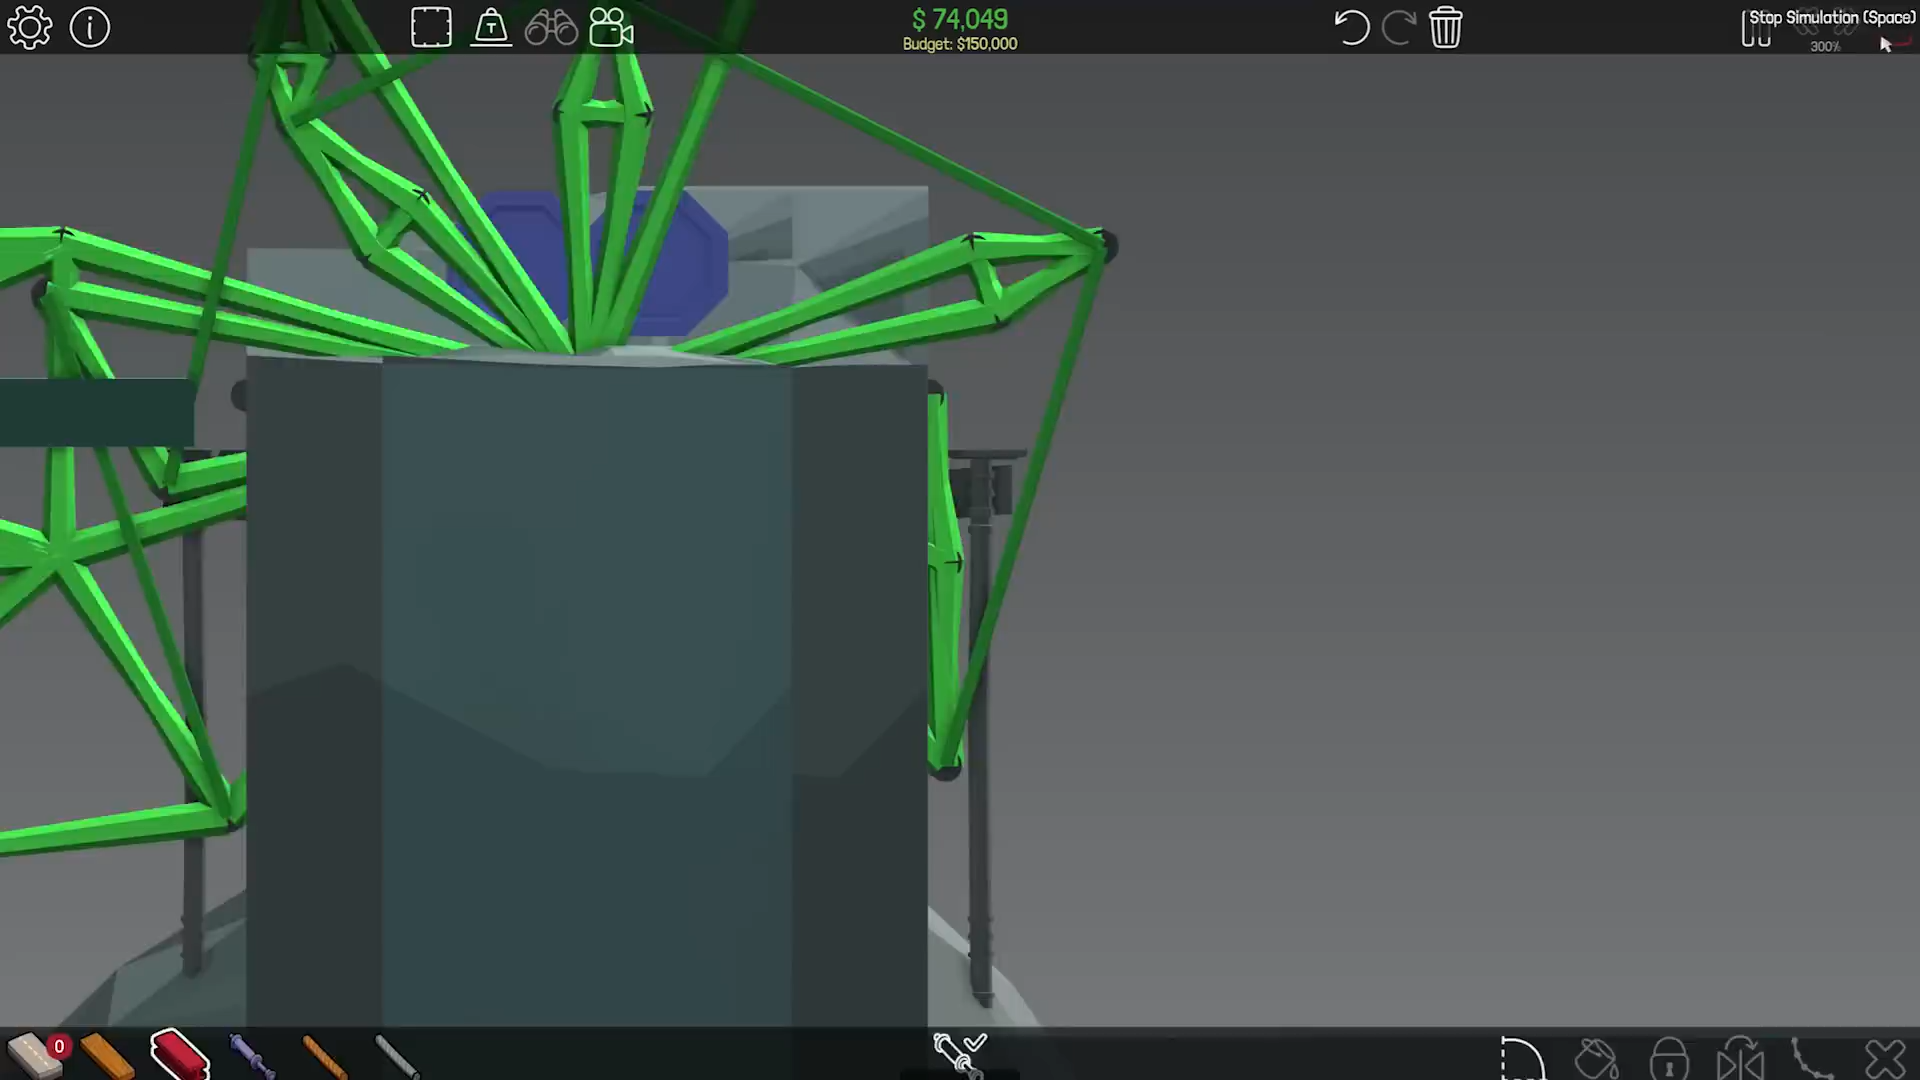 $ 74,049
Budget: $150,000
Stop Simulation (Space)
300%
0